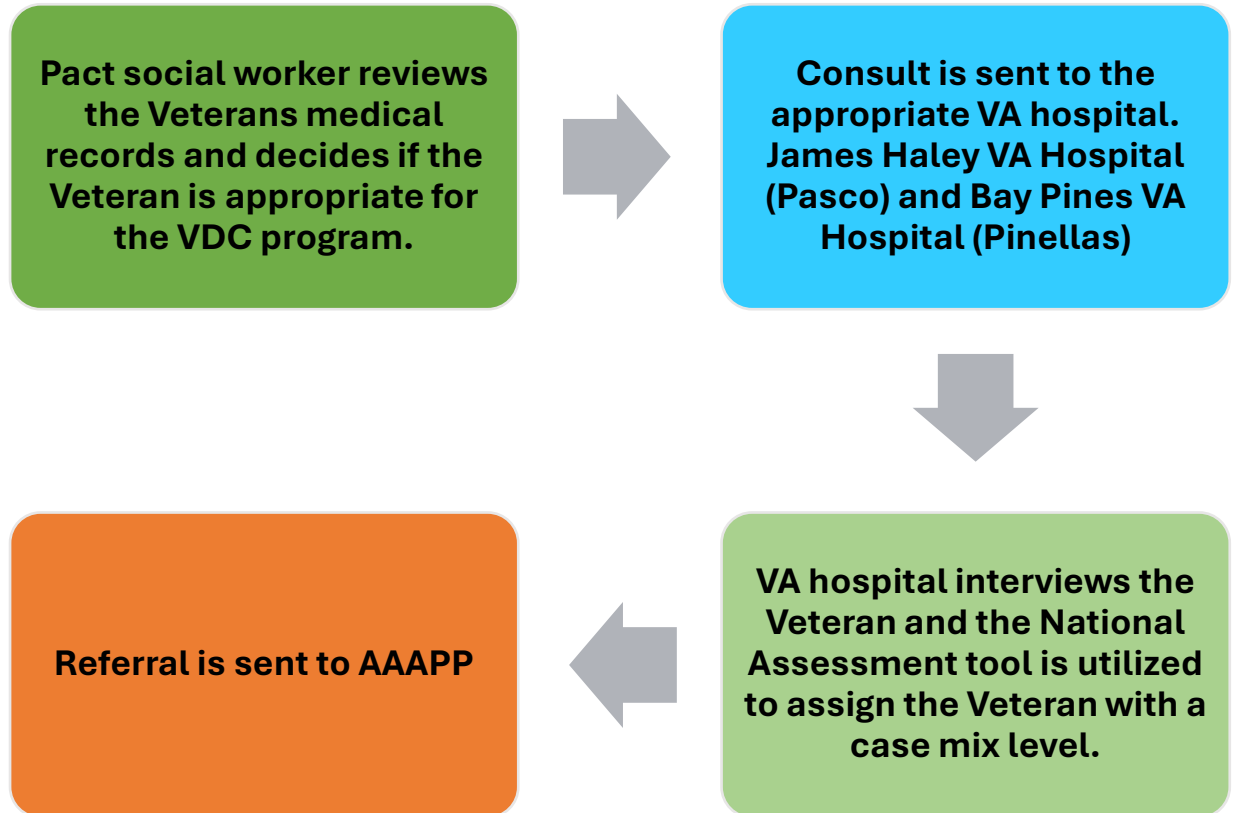 Pact social worker reviews
the Veterans medical
records and decides if the
Veteran is appropriate for
the VDC program.
Consult is sent to the
appropriate VA hospital.
James Haley VA Hospital
(Pasco) and Bay Pines VA
Hospital (Pinellas)
VA hospital interviews the
Veteran and the National
Assessment tool is utilized
to assign the Veteran with a
case mix level.
Referral is sent to AAAPP